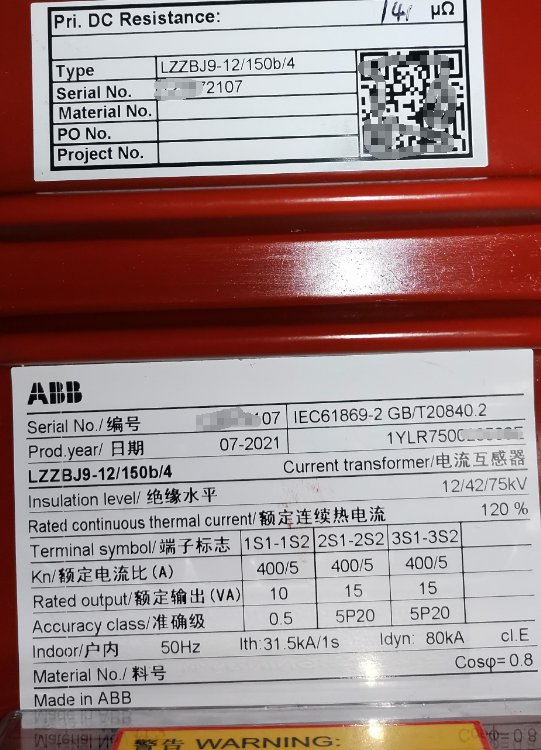 Pri. DC Resistance: 14 μΩ
Type LZZBJ9-12/150b/4
Serial No. 72107
Material No.
PO No.
Project No.
ABB
Serial No./编号 107 IEC61869-2 GB/T20840.2
Prod.year/ 日期 07-2021 1YLR7500
LZZBJ9-12/150b/4 Current transformer/电流互感器
Insulation level/ 绝缘水平 12/42/75kV
Rated continuous thermal current/额定连续热电流 120 %
Terminal symbol/端子标志 1S1-1S2 2S1-2S2 3S1-3S2
Kn/额定电流比(A) 400/5 400/5 400/5
Rated output/额定输出(VA) 10 15 15
Accuracy class/准确级 0.5 5P20 5P20
Indoor/户内 50Hz Ith:31.5kA/1s Idyn: 80kA cl.E
Material No./ 料号 Cosφ= 0.8
Made in ABB
警告 WARNING: